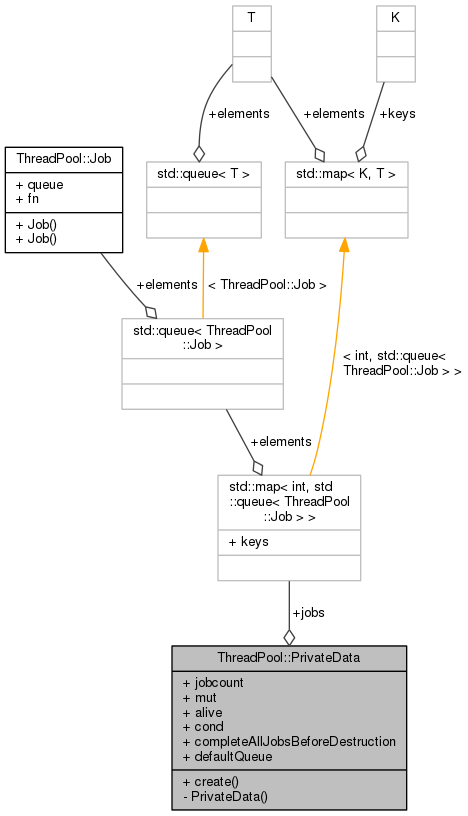 T
K
+elements
+elements
+keys
ThreadPool::Job
+ queue
+ fn
+ Job()
+ Job()
std::queue< T >
std::map< K, T >
+elements
< ThreadPool::Job >
std::queue< ThreadPool
::Job >
< int, std::queue<
ThreadPool::Job > >
+elements
std::map< int, std
::queue< ThreadPool
::Job > >
+ keys
+jobs
ThreadPool::PrivateData
+ jobcount
+ mut
+ alive
+ cond
+ completeAllJobsBeforeDestruction
+ defaultQueue
+ create()
- PrivateData()